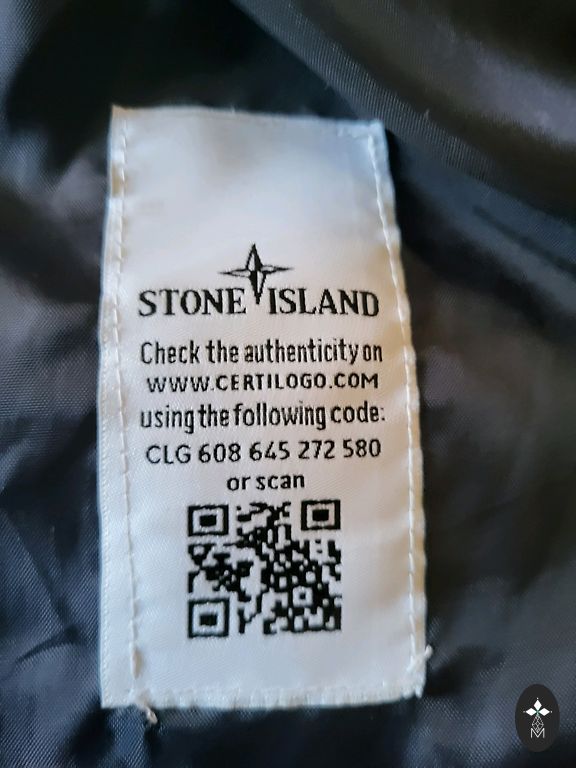 STONE ISLAND
Check the authenticity on
WWW.CERTILOGO.COM
using the following code:
CLG 608 645 272 580
or scan
M